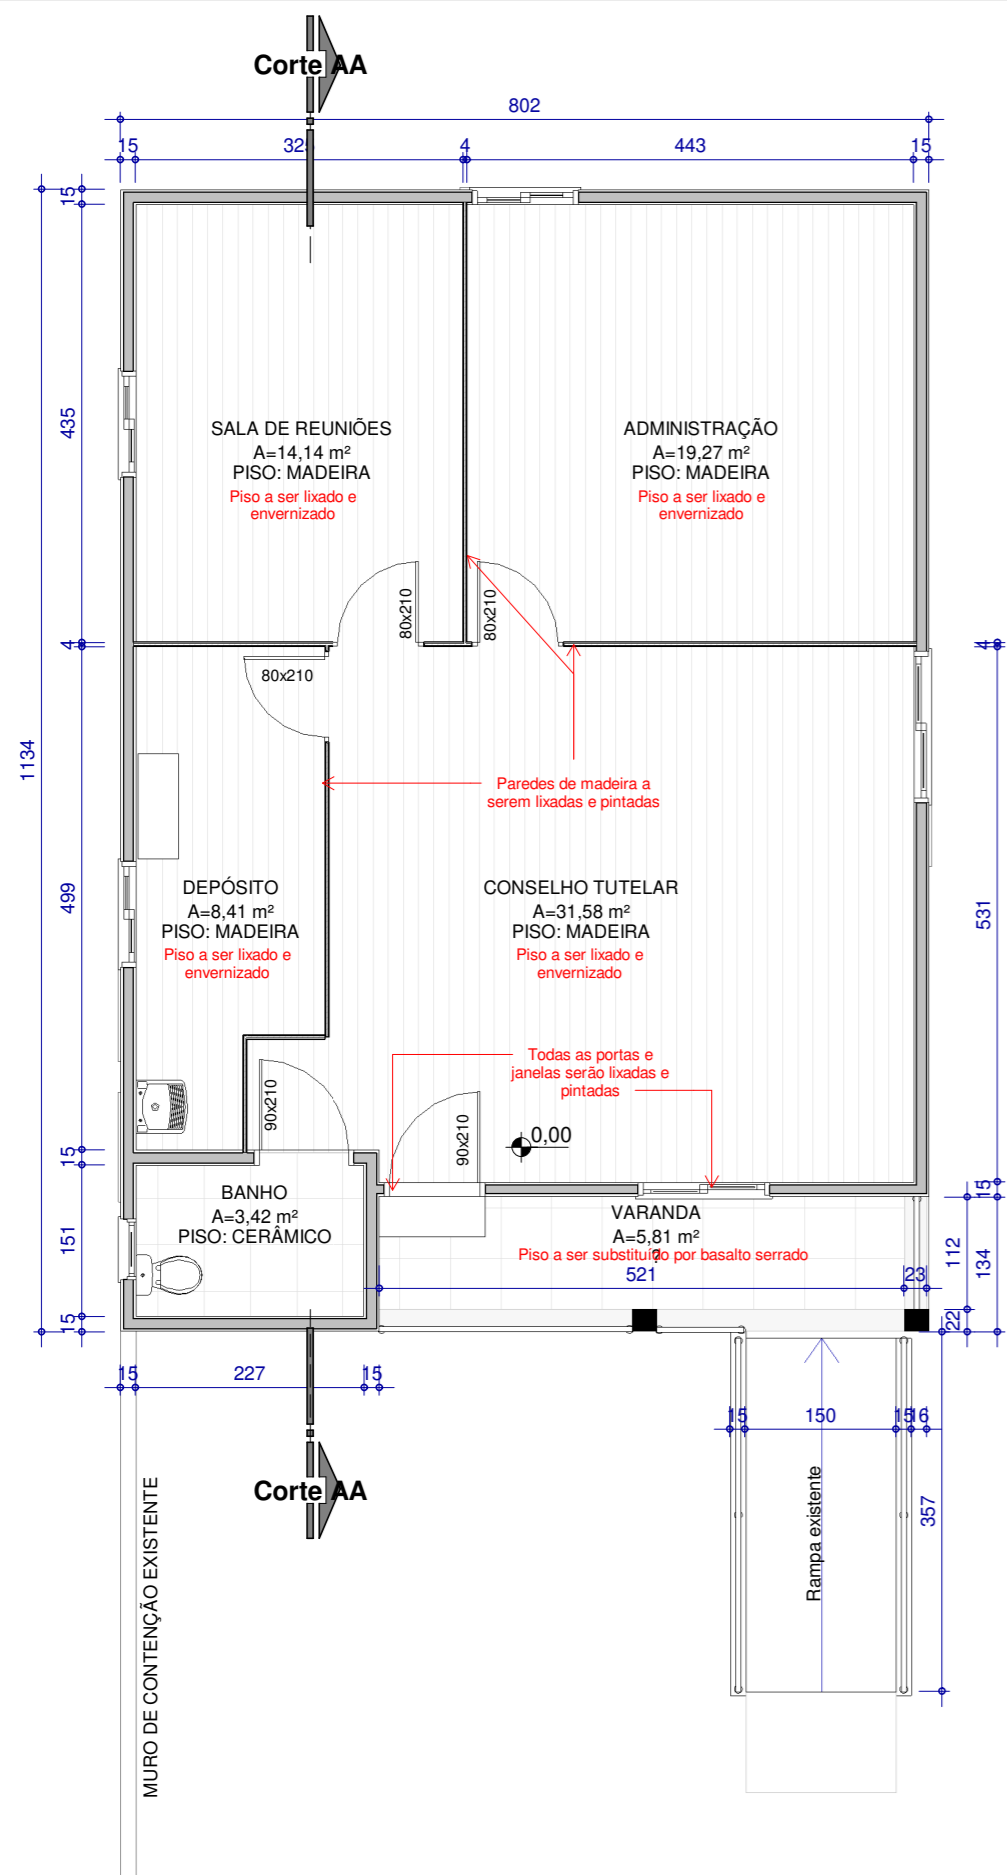 Corte AA
802
15
325
4
443
15
15
435
4
499
1134
15
151
15
SALA DE REUNIÕES
A=14,14 m²
PISO: MADEIRA
Piso a ser lixado e
envernizado
ADMINISTRAÇÃO
A=19,27 m²
PISO: MADEIRA
Piso a ser lixado e
envernizado
80x210
80x210
80x210
4
531
Paredes de madeira a
serem lixadas e pintadas
DEPÓSITO
A=8,41 m²
PISO: MADEIRA
Piso a ser lixado e
envernizado
CONSELHO TUTELAR
A=31,58 m²
PISO: MADEIRA
Piso a ser lixado e
envernizado
Todas as portas e
janelas serão lixadas e
pintadas
90x210
90x210
0,00
15
112
134
22
BANHO
A=3,42 m²
PISO: CERÂMICO
VARANDA
A=5,81 m²
Piso a ser substituído por basalto serrado
?
521
23
15
227
15
15
150
15
16
357
Corte AA
MURO DE CONTENÇÃO EXISTENTE
Rampa existente